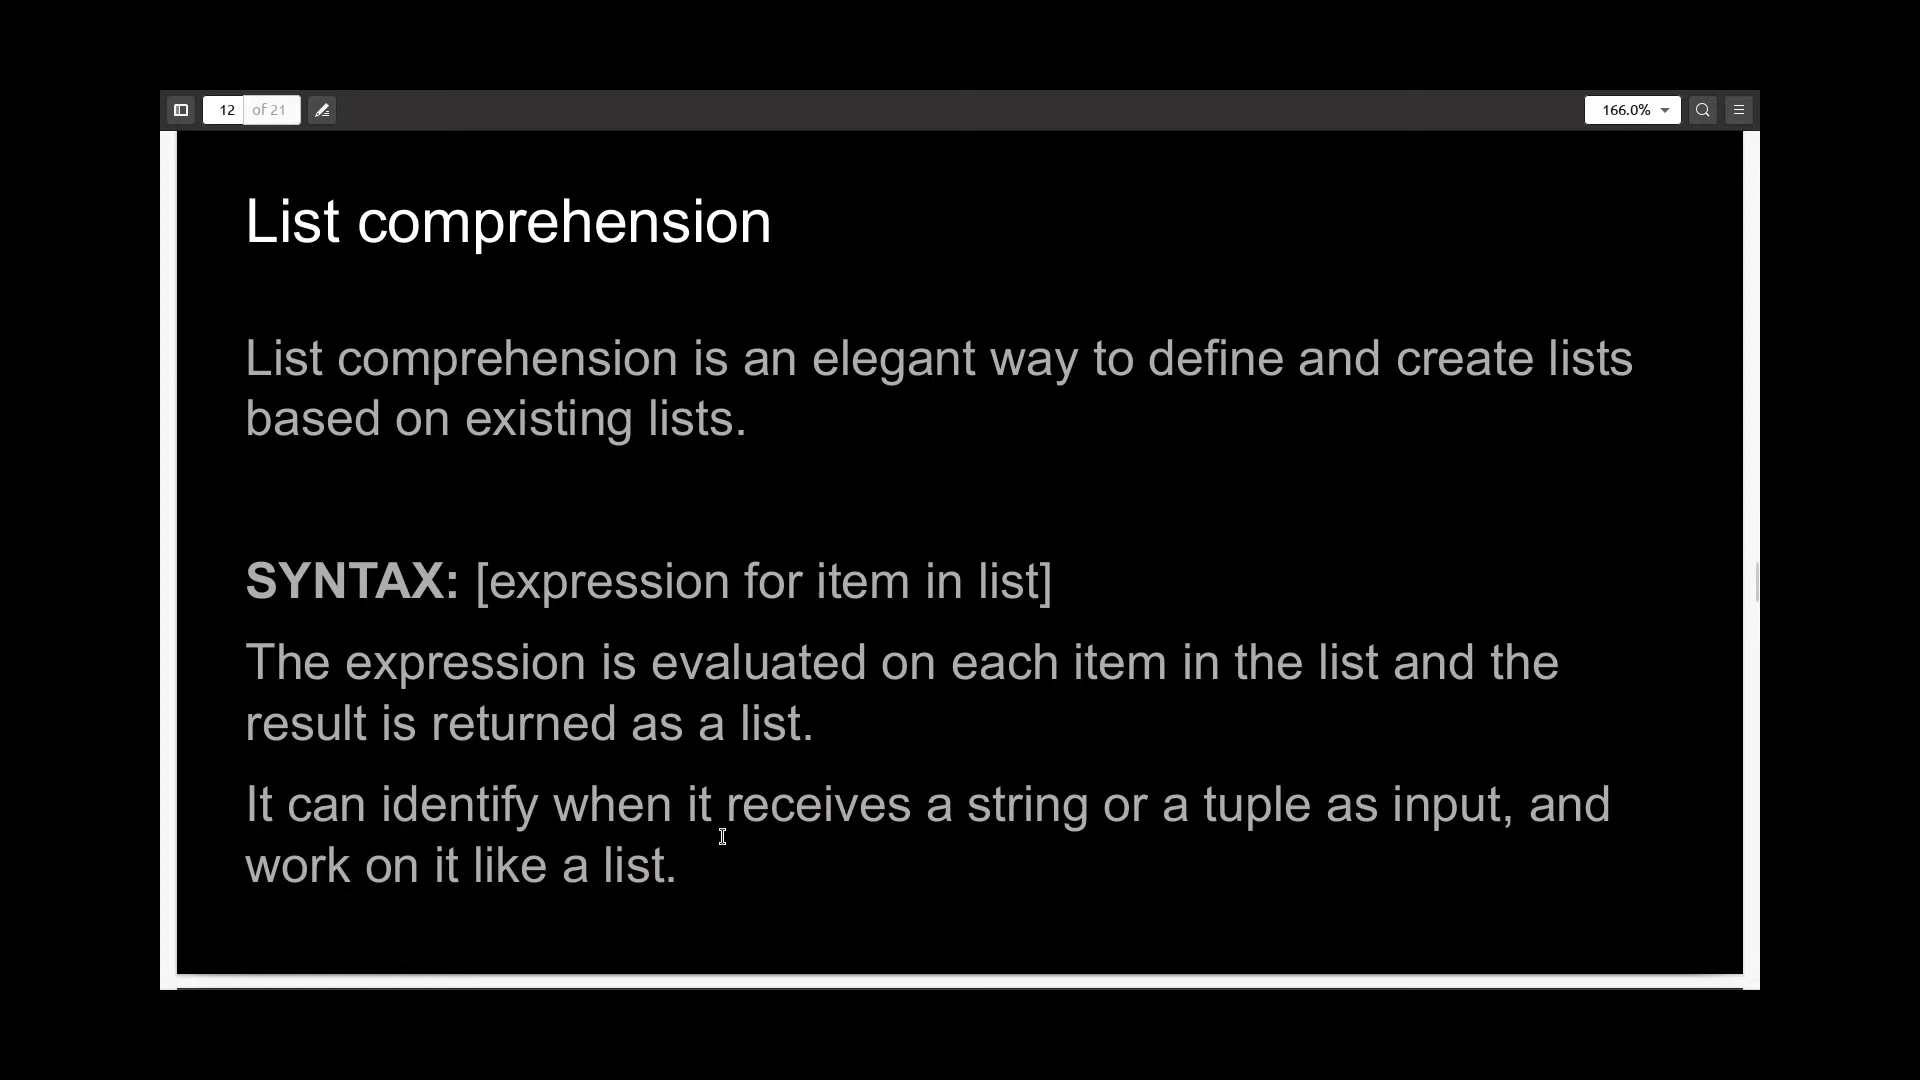 12 of 21
166.0%
List comprehension
List comprehension is an elegant way to define and create lists
based on existing lists.
SYNTAX: [expression for item in list]
The expression is evaluated on each item in the list and the
result is returned as a list.
It can identify when it receives a string or a tuple as input, and
work on it like a list.